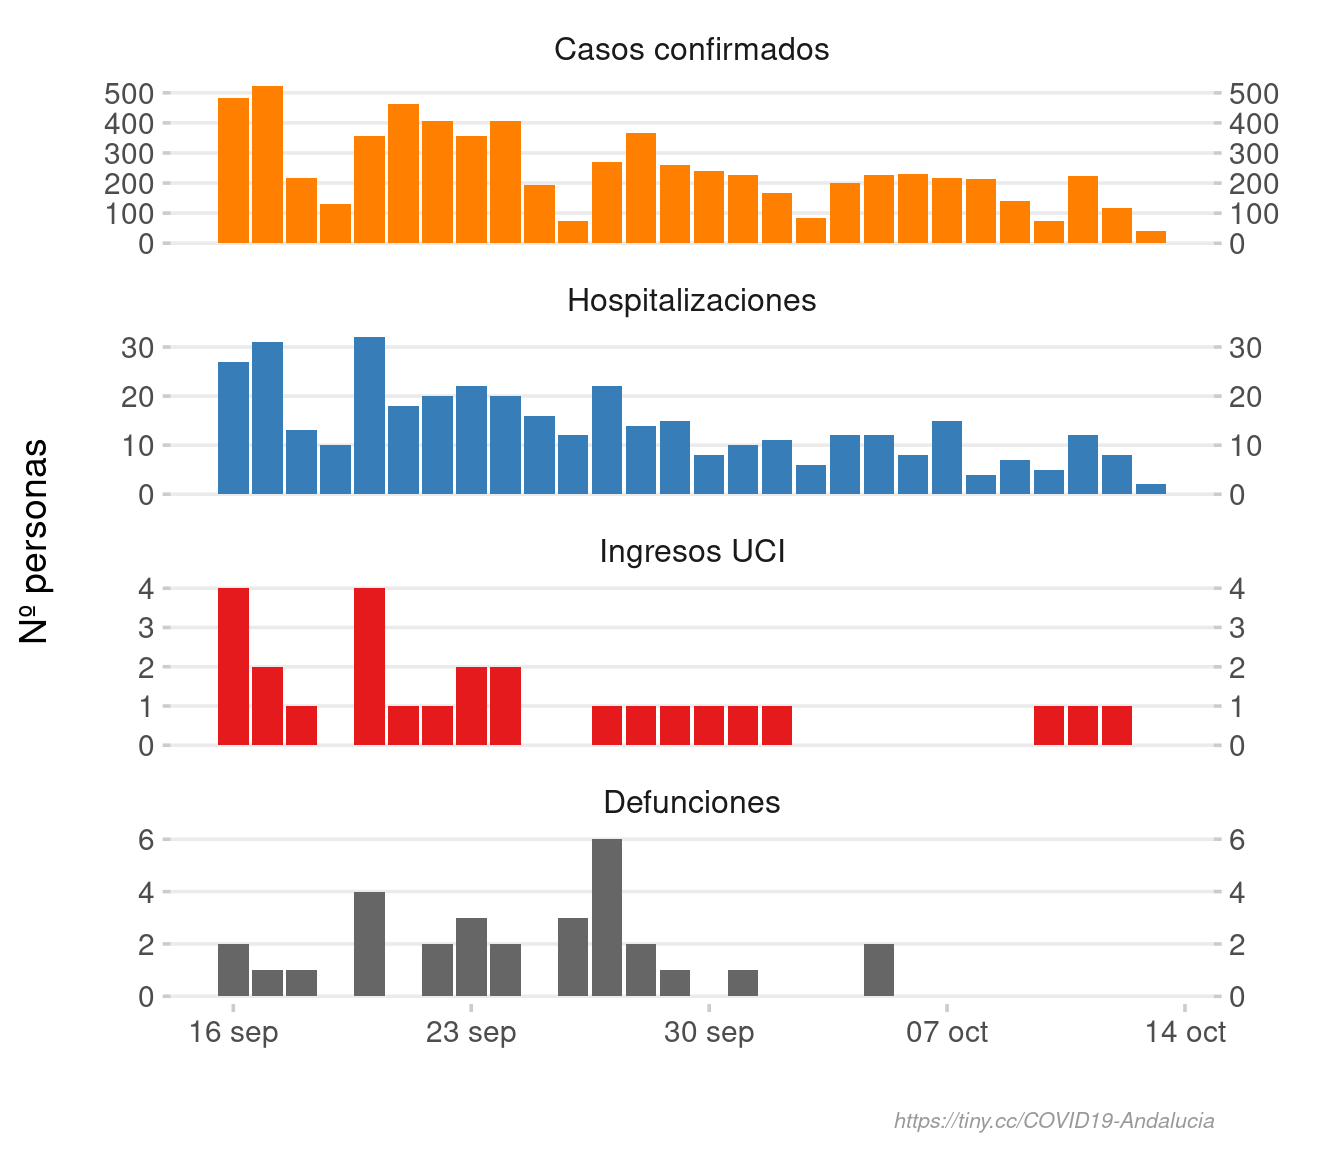 Casos confirmados
500 500
400 400
300 300
200 200
100 100
0 0
Hospitalizaciones
30 30
20 20
10 10
0 0
Nº personas
Ingresos UCI
4 4
3 3
2 2
1 1
0 0
Defunciones
6 6
4 4
2 2
0 0
16 sep 23 sep 30 sep 07 oct 14 oct
https://tiny.cc/COVID19-Andalucia